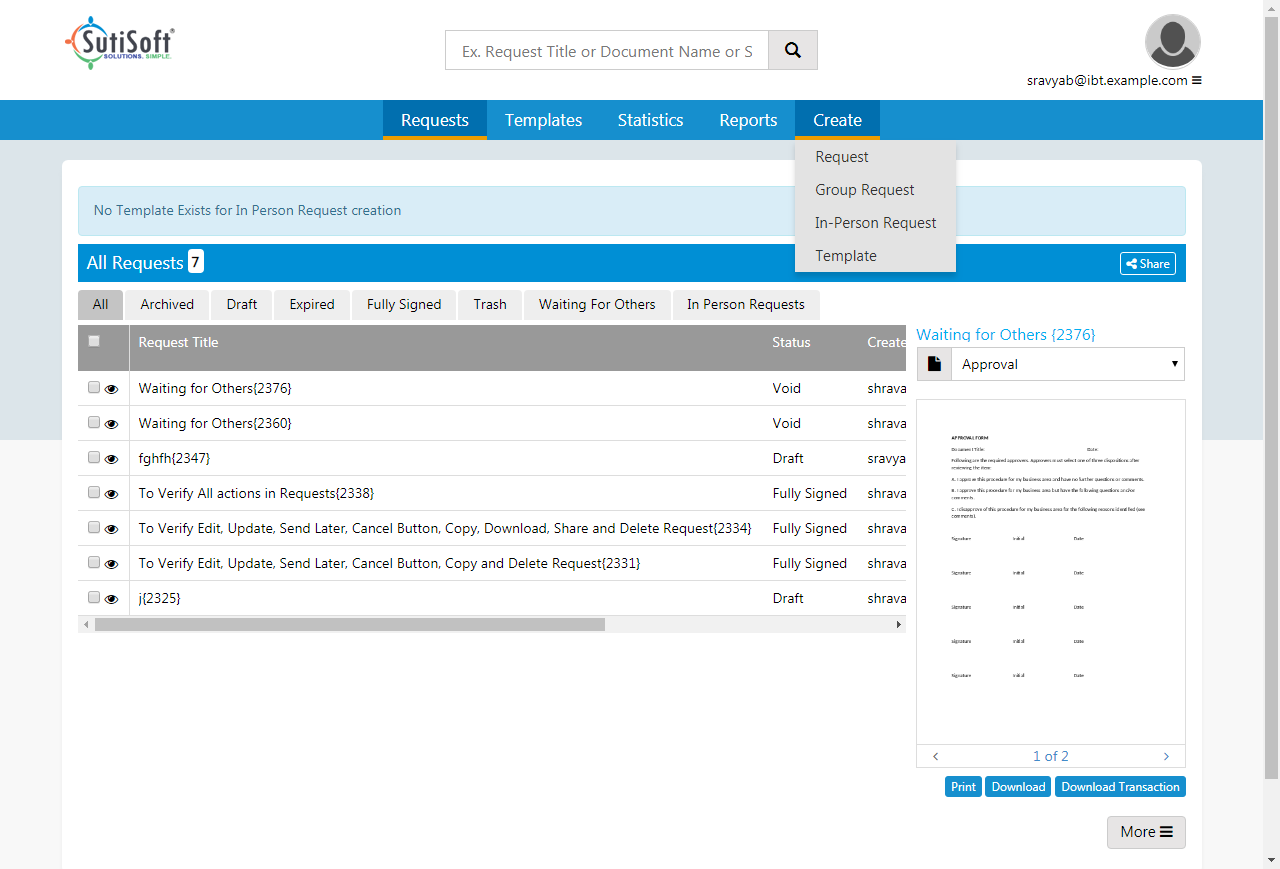 SutiSoft®
SOLUTIONS. SIMPLE.
Ex. Request Title or Document Name or S
sravyab@ibt.example.com
Requests Templates Statistics Reports Create
Request
Group Request
In-Person Request
Template
No Template Exists for In Person Request creation
All Requests 7
Share
All Archived Draft Expired Fully Signed Trash Waiting For Others In Person Requests
Request Title Status Create
Waiting for Others{2376} Void shrava
Waiting for Others{2360} Void shrava
fghfh{2347} Draft sravya
To Verify All actions in Requests{2338} Fully Signed shrava
To Verify Edit, Update, Send Later, Cancel Button, Copy, Download, Share and Delete Request{2334} Fully Signed shrava
To Verify Edit, Update, Send Later, Cancel Button, Copy and Delete Request{2331} Fully Signed shrava
j{2325} Draft shrava
Waiting for Others {2376}
Approval
APPROVAL FORM
Document Title: Date:
Following are the required approvers. Approvers must select one of three dispositions after
reviewing the item:
A. I approve this procedure for my business area and have no further questions or comments.
B. I approve this procedure for my business area but have the following questions and/or
comments.
C. I disapprove of this procedure for my business area for the following reasons identified (see
comments).
Signature Initial Date
Signature Initial Date
Signature Initial Date
Signature Initial Date
Signature Initial Date
1 of 2
Print Download Download Transaction
More